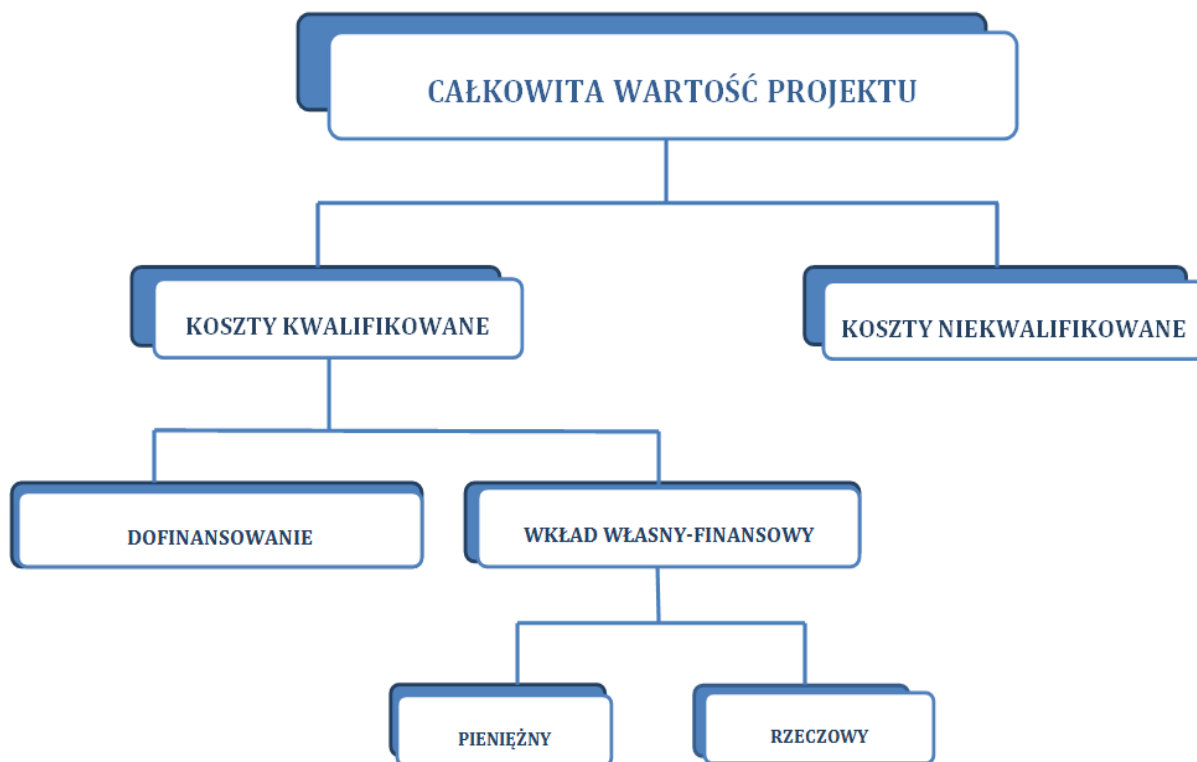 CAŁKOWITA WARTOŚĆ PROJEKTU
KOSZTY KWALIFIKOWANE
KOSZTY NIEKWALIFIKOWANE
DOFINANSOWANIE
WKŁAD WŁASNY-FINANSOWY
PIENIĘŻNY
RZECZOWY